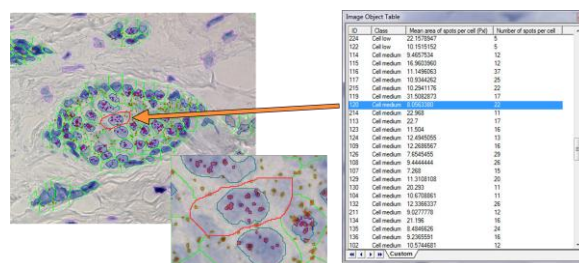 Image Object Table
ID Class Mean area of spots per cell (Pxl) Number of spots per cell
224 Cell low 22.1578947 5
122 Cell low 10.1515152 5
114 Cell medium 9.4657534 12
115 Cell medium 16.9603960 12
116 Cell medium 11.1496063 37
117 Cell medium 10.9344262 25
215 Cell medium 10.2941176 22
119 Cell medium 31.5082873 17
120 Cell medium 8.0563380 20
214 Cell medium 22.968 11
113 Cell medium 22.7 17
123 Cell medium 11.504 16
124 Cell medium 12.4945055 13
109 Cell medium 12.2686567 16
126 Cell medium 7.6545455 29
108 Cell medium 9.4444444 26
107 Cell medium 7.268 15
129 Cell medium 11.3108108 20
130 Cell medium 20.293 11
104 Cell medium 10.6708861 11
132 Cell medium 12.3366337 26
211 Cell medium 9.0277778 12
134 Cell medium 21.196 16
135 Cell medium 8.4846626 24
136 Cell medium 9.2365591 16
102 Cell medium 10.5744681 12
Custom